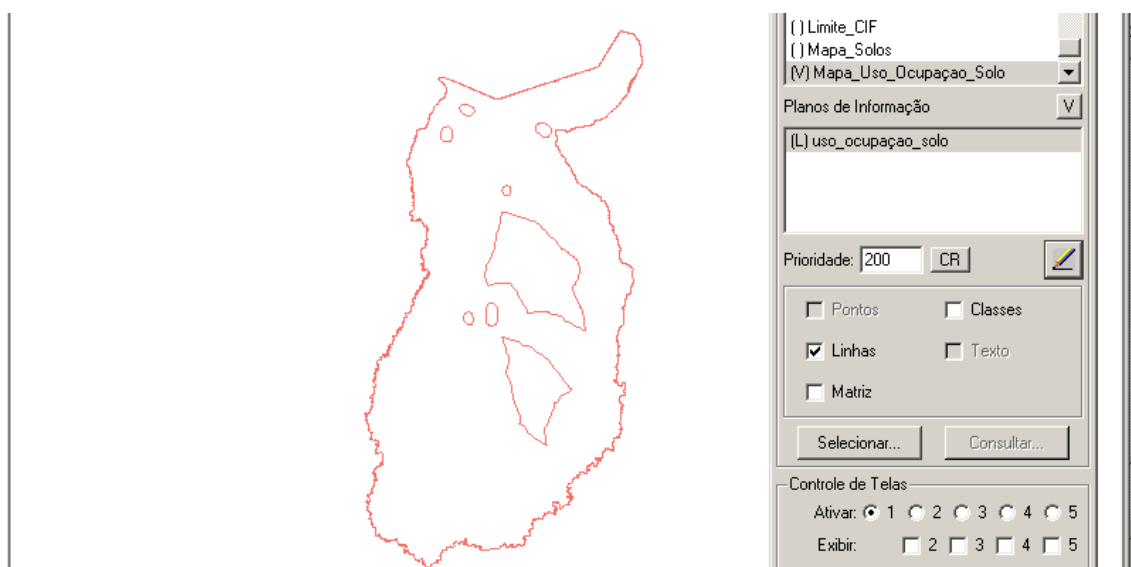 ( ) Limite_CIF
( ) Mapa_Solos
(V) Mapa_Uso_Ocupaçao_Solo
Planos de Informação V
(L) uso_ocupaçao_solo
Prioridade: 200 CR
Pontos Classes
Linhas Texto
Matriz
Selecionar... Consultar...
Controle de Telas
Ativar: 1 2 3 4 5
Exibir: 2 3 4 5